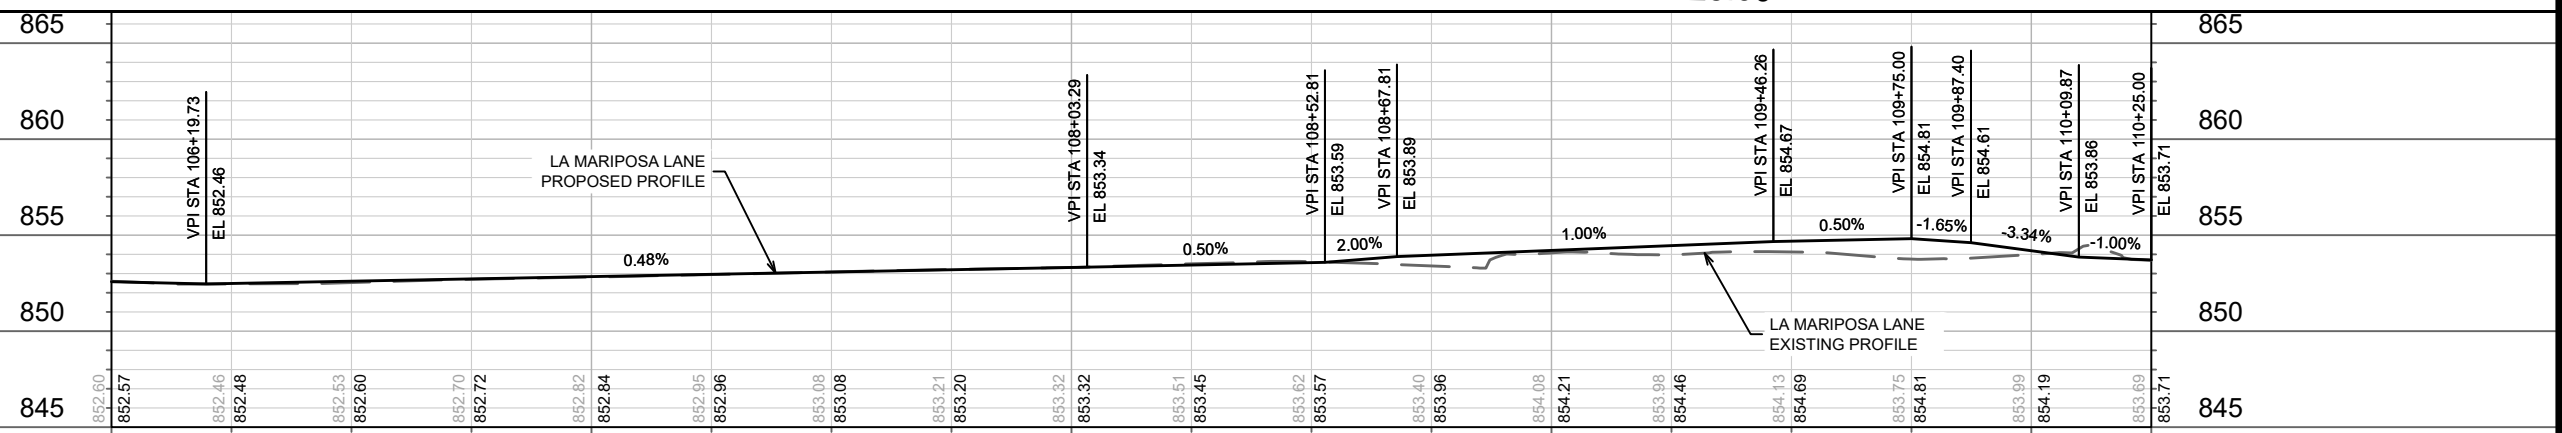 865
865
860
860
855
855
850
850
845
845
VPI STA 106+19.73
EL 852.46
LA MARIPOSA LANE
PROPOSED PROFILE
VPI STA 108+03.29
EL 853.34
VPI STA 108+52.81
EL 853.59
VPI STA 108+67.81
EL 853.89
VPI STA 109+46.26
EL 854.67
VPI STA 109+75.00
EL 854.81
VPI STA 109+87.40
EL 854.61
VPI STA 110+09.87
EL 853.86
VPI STA 110+25.00
EL 853.71
0.48%
0.50%
2.00%
1.00%
0.50%
-1.65%
-3.34%
-1.00%
LA MARIPOSA LANE
EXISTING PROFILE
852.60
852.57
852.46
852.48
852.53
852.60
852.70
852.72
852.82
852.84
852.95
852.96
853.08
853.08
853.21
853.20
853.32
853.32
853.51
853.45
853.62
853.57
853.40
853.96
854.08
854.21
853.98
854.46
854.13
854.69
853.75
854.81
853.99
854.19
853.69
853.71